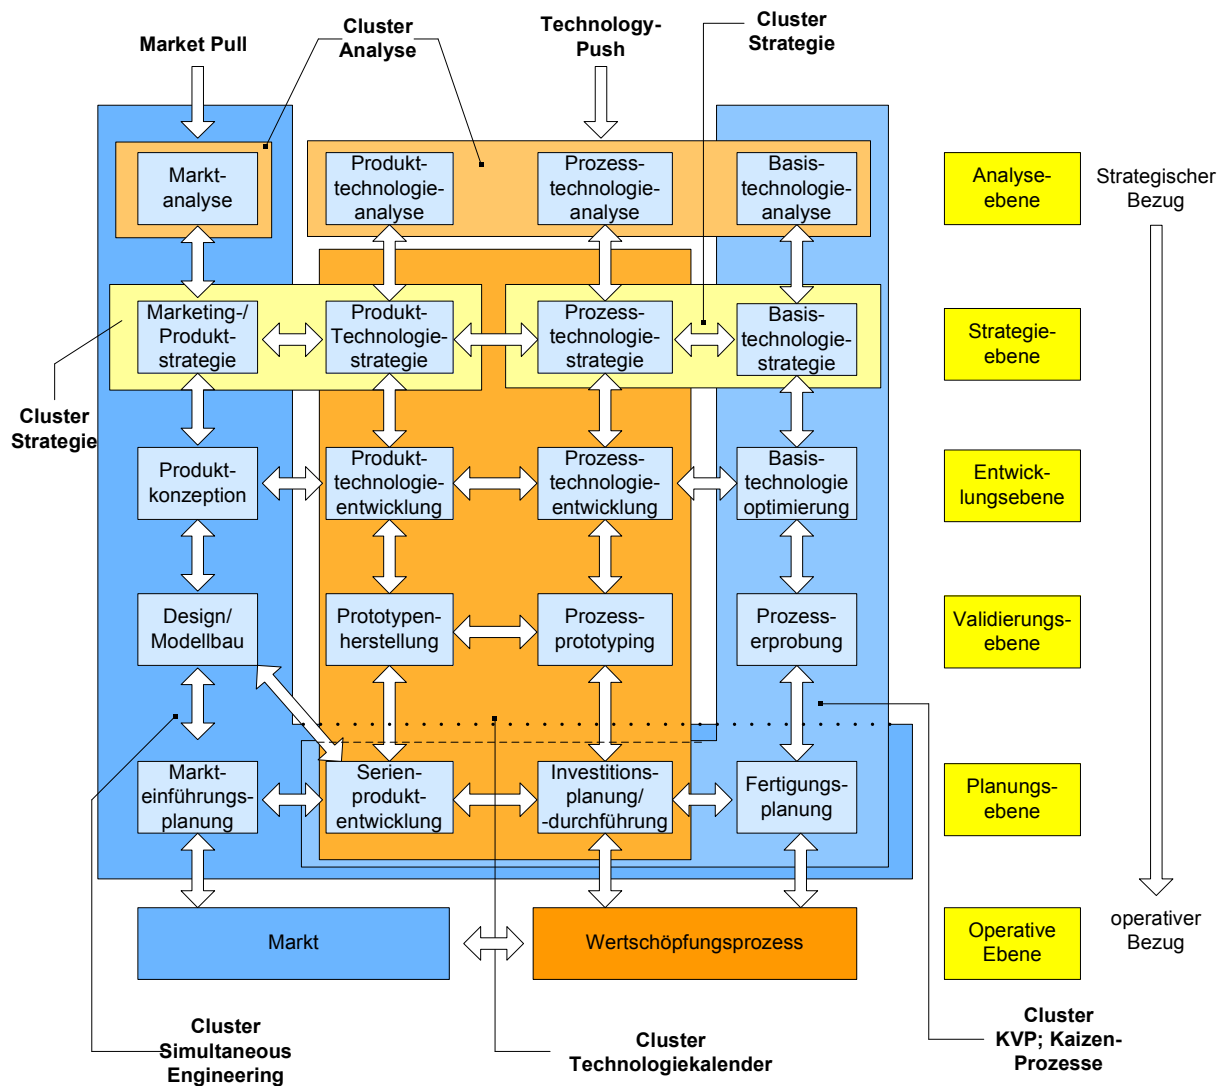 Market Pull
Cluster
Analyse
Technology-
Push
Cluster
Strategie
Markt-
analyse
Produkt-
technologie-
analyse
Prozess-
technologie-
analyse
Basis-
technologie-
analyse
Analyse-
ebene
Strategischer
Bezug
Marketing-/
Produkt-
strategie
Produkt-
Technologie-
strategie
Prozess-
technologie-
strategie
Basis-
technologie-
strategie
Strategie-
ebene
Cluster
Strategie
Produkt-
konzeption
Produkt-
technologie-
entwicklung
Prozess-
technologie-
entwicklung
Basis-
technologie
optimierung
Entwick-
lungsebene
Design/
Modellbau
Prototypen-
herstellung
Prozess-
prototyping
Prozess-
erprobung
Validierungs-
ebene
Markt-
einführungs-
planung
Serien-
produkt-
entwicklung
Investitions-
planung/
-durchführung
Fertigungs-
planung
Planungs-
ebene
Markt
Wertschöpfungsprozess
Operative
Ebene
operativer
Bezug
Cluster
Simultaneous
Engineering
Cluster
Technologiekalender
Cluster
KVP; Kaizen-
Prozesse